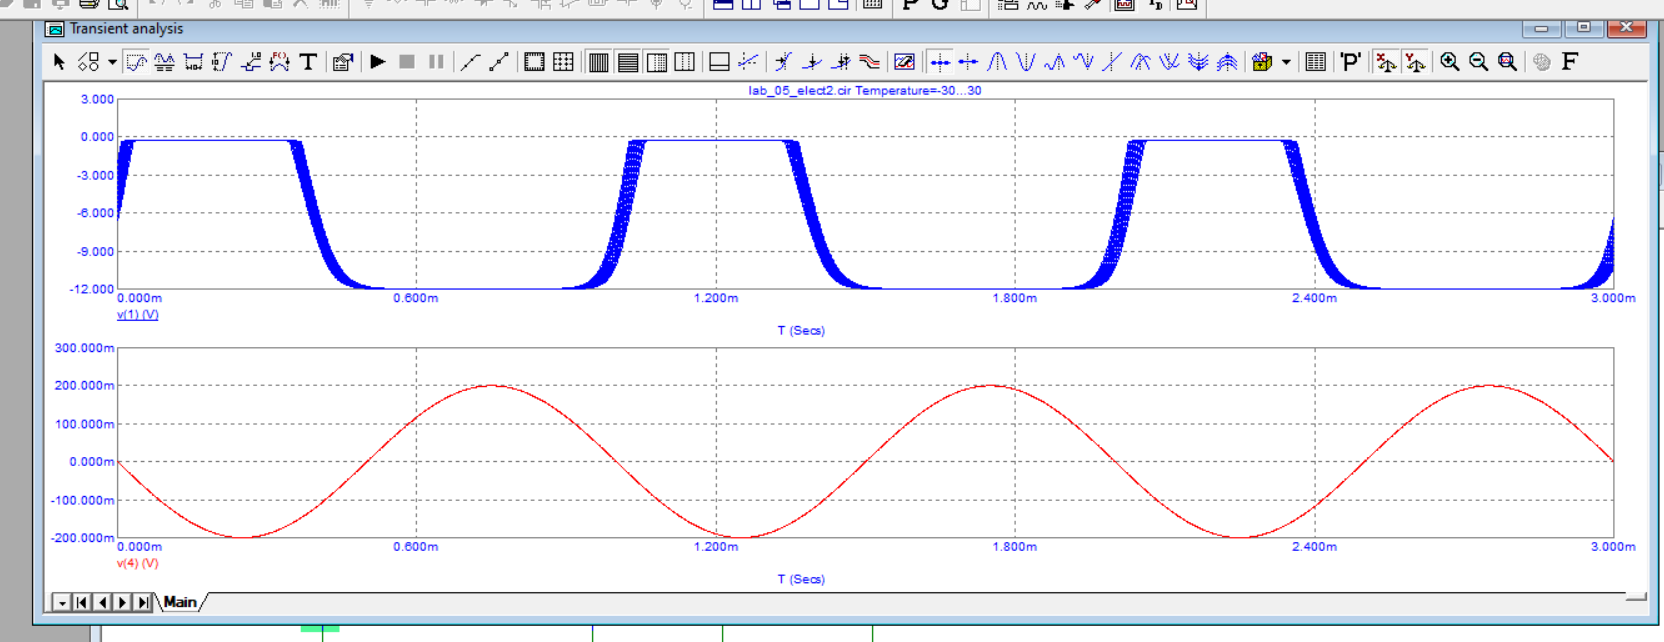 Transient analysis
T 'P' F
lab_05_elect2.cir Temperature=-30...30
3.000
0.000
-3.000
-6.000
-9.000
-12.000
0.000m 0.600m 1.200m 1.800m 2.400m 3.000m
v(1) (V)
T (Secs)
300.000m
200.000m
100.000m
0.000m
-100.000m
-200.000m
0.000m 0.600m 1.200m 1.800m 2.400m 3.000m
v(4) (V)
T (Secs)
Main